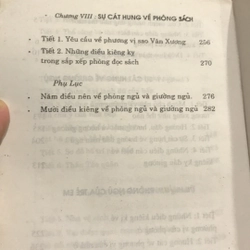 Chương VIII : SỰ CÁT HUNG VỀ PHÒNG SÁCH
Tiết 1. Yêu cầu về phương vị sao Văn Xương. 256
Tiết 2. Những điều kiêng kỵ
trong sắp xếp phòng đọc sách 270
Phụ Lục
Năm điều nên về phòng ngủ và giường ngủ. 276
Mười điều kiêng về phòng ngủ và giường ngủ 282